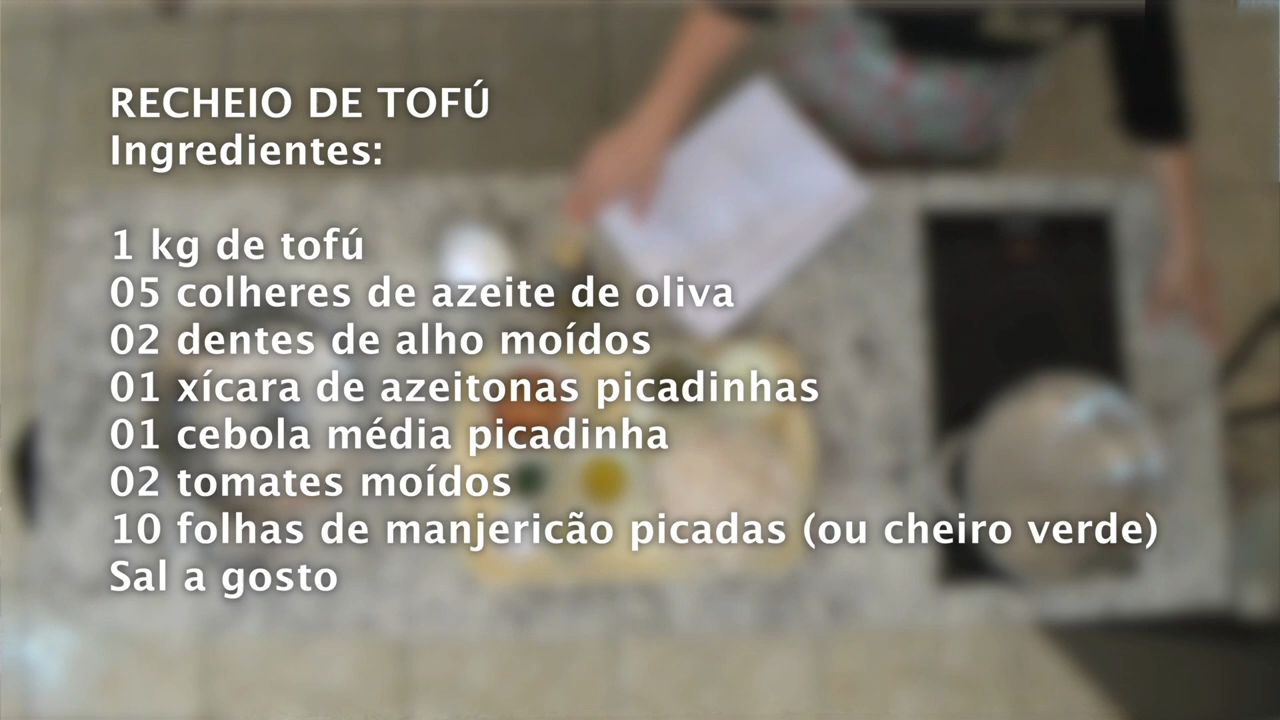 RECHEIO DE TOFÚ
Ingredientes:
1 kg de tofú
05 colheres de azeite de oliva
02 dentes de alho moídos
01 xícara de azeitonas picadinhas
01 cebola média picadinha
02 tomates moídos
10 folhas de manjericão picadas (ou cheiro verde)
Sal a gosto